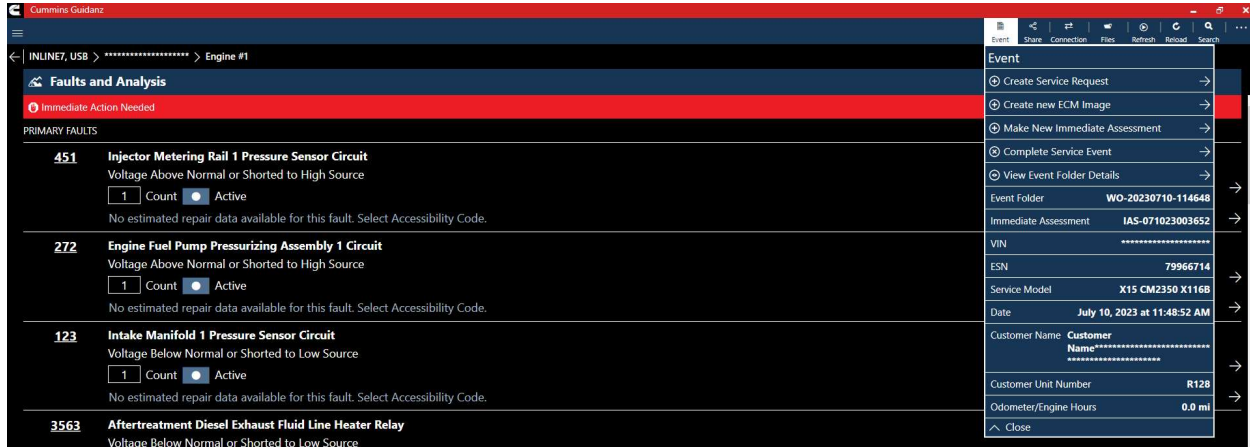 Cummins Guidanz
Event Share Connection Files Refresh Reload Search
INLINE7, USB > ******************** > Engine #1
Faults and Analysis
Immediate Action Needed
PRIMARY FAULTS
451 Injector Metering Rail 1 Pressure Sensor Circuit
Voltage Above Normal or Shorted to High Source
1 Count Active
No estimated repair data available for this fault. Select Accessibility Code.
272 Engine Fuel Pump Pressurizing Assembly 1 Circuit
Voltage Above Normal or Shorted to High Source
1 Count Active
No estimated repair data available for this fault. Select Accessibility Code.
123 Intake Manifold 1 Pressure Sensor Circuit
Voltage Below Normal or Shorted to Low Source
1 Count Active
No estimated repair data available for this fault. Select Accessibility Code.
3563 Aftertreatment Diesel Exhaust Fluid Line Heater Relay
Voltage Below Normal or Shorted to Low Source
Event
Create Service Request
Create new ECM Image
Make New Immediate Assessment
Complete Service Event
View Event Folder Details
Event Folder WO-20230710-114648
Immediate Assessment IAS-071023003652
VIN ********************
ESN 79966714
Service Model X15 CM2350 X116B
Date July 10, 2023 at 11:48:52 AM
Customer Name Customer
Name**************************
*********************
Customer Unit Number R128
Odometer/Engine Hours 0.0 mi
Close